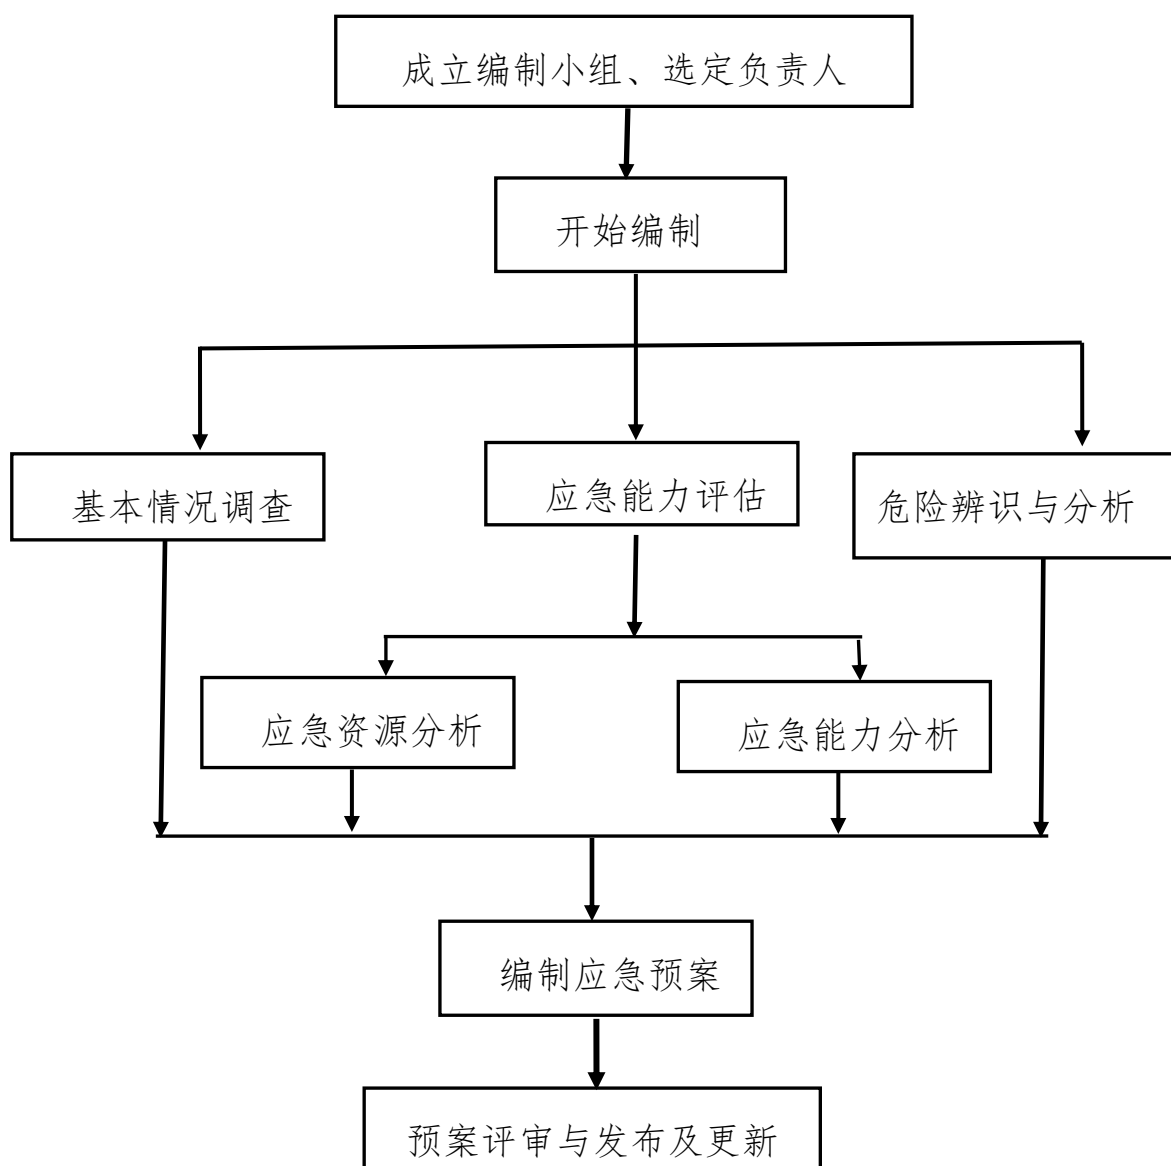 成立编制小组、选定负责人
开始编制
基本情况调查
应急能力评估
危险辨识与分析
应急资源分析
应急能力分析
编制应急预案
预案评审与发布及更新